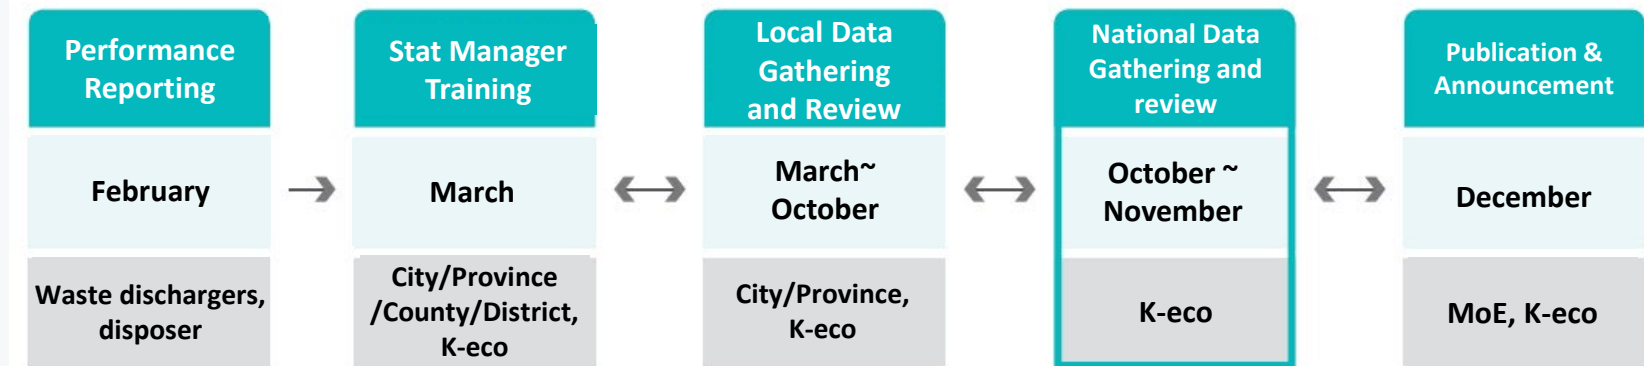 Performance
Reporting
February
Waste dischargers,
disposer
Stat Manager
Training
March
City/Province
/County/District,
K-eco
Local Data
Gathering
and Review
March~
October
City/Province,
K-eco
National Data
Gathering and
review
October ~
November
K-eco
Publication &
Announcement
December
MoE, K-eco